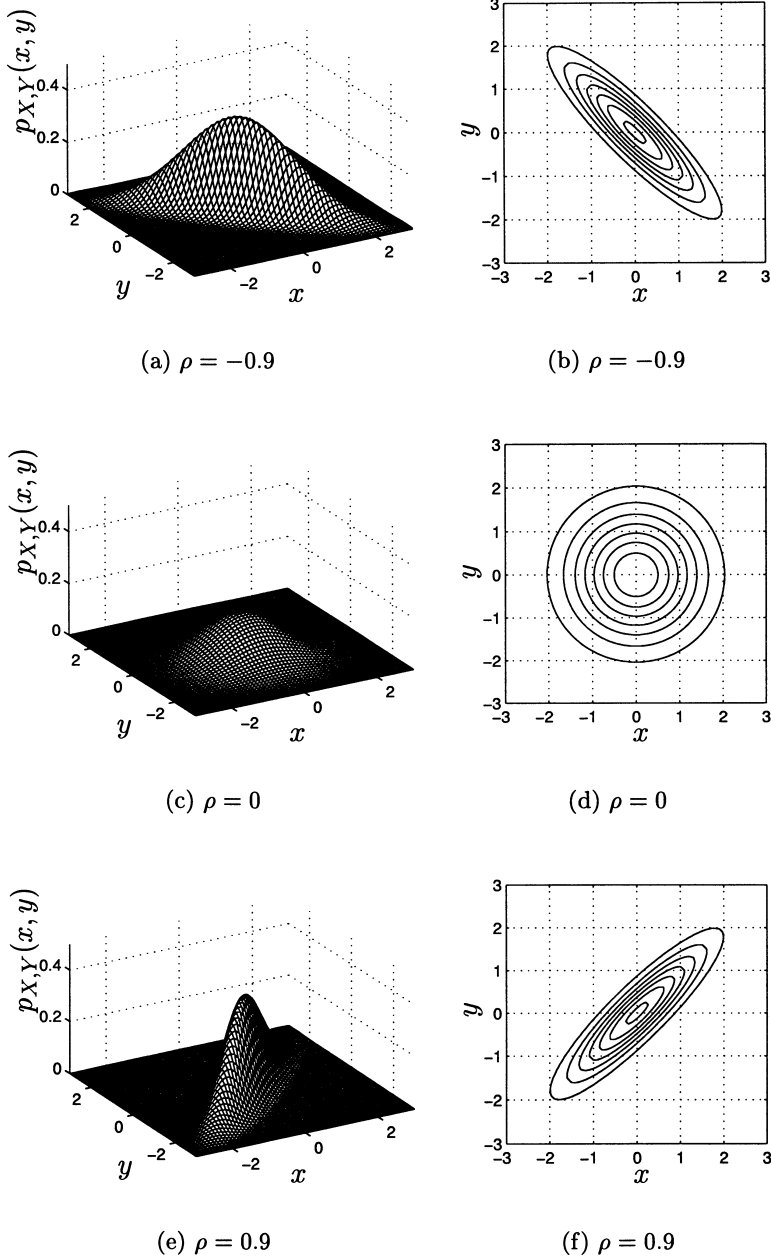 p_{X,Y}(x, y)
0.4
0.2
0
2
0
−2
y
−2
0
2
x
(a) ρ = −0.9
3
2
1
0
−1
−2
−3
y
−3 −2 −1 0 1 2 3
x
(b) ρ = −0.9
p_{X,Y}(x, y)
0.4
0.2
0
2
0
−2
y
−2
0
2
x
(c) ρ = 0
3
2
1
0
−1
−2
−3
y
−3 −2 −1 0 1 2 3
x
(d) ρ = 0
p_{X,Y}(x, y)
0.4
0.2
0
2
0
−2
y
−2
0
2
x
(e) ρ = 0.9
3
2
1
0
−1
−2
−3
y
−3 −2 −1 0 1 2 3
x
(f) ρ = 0.9